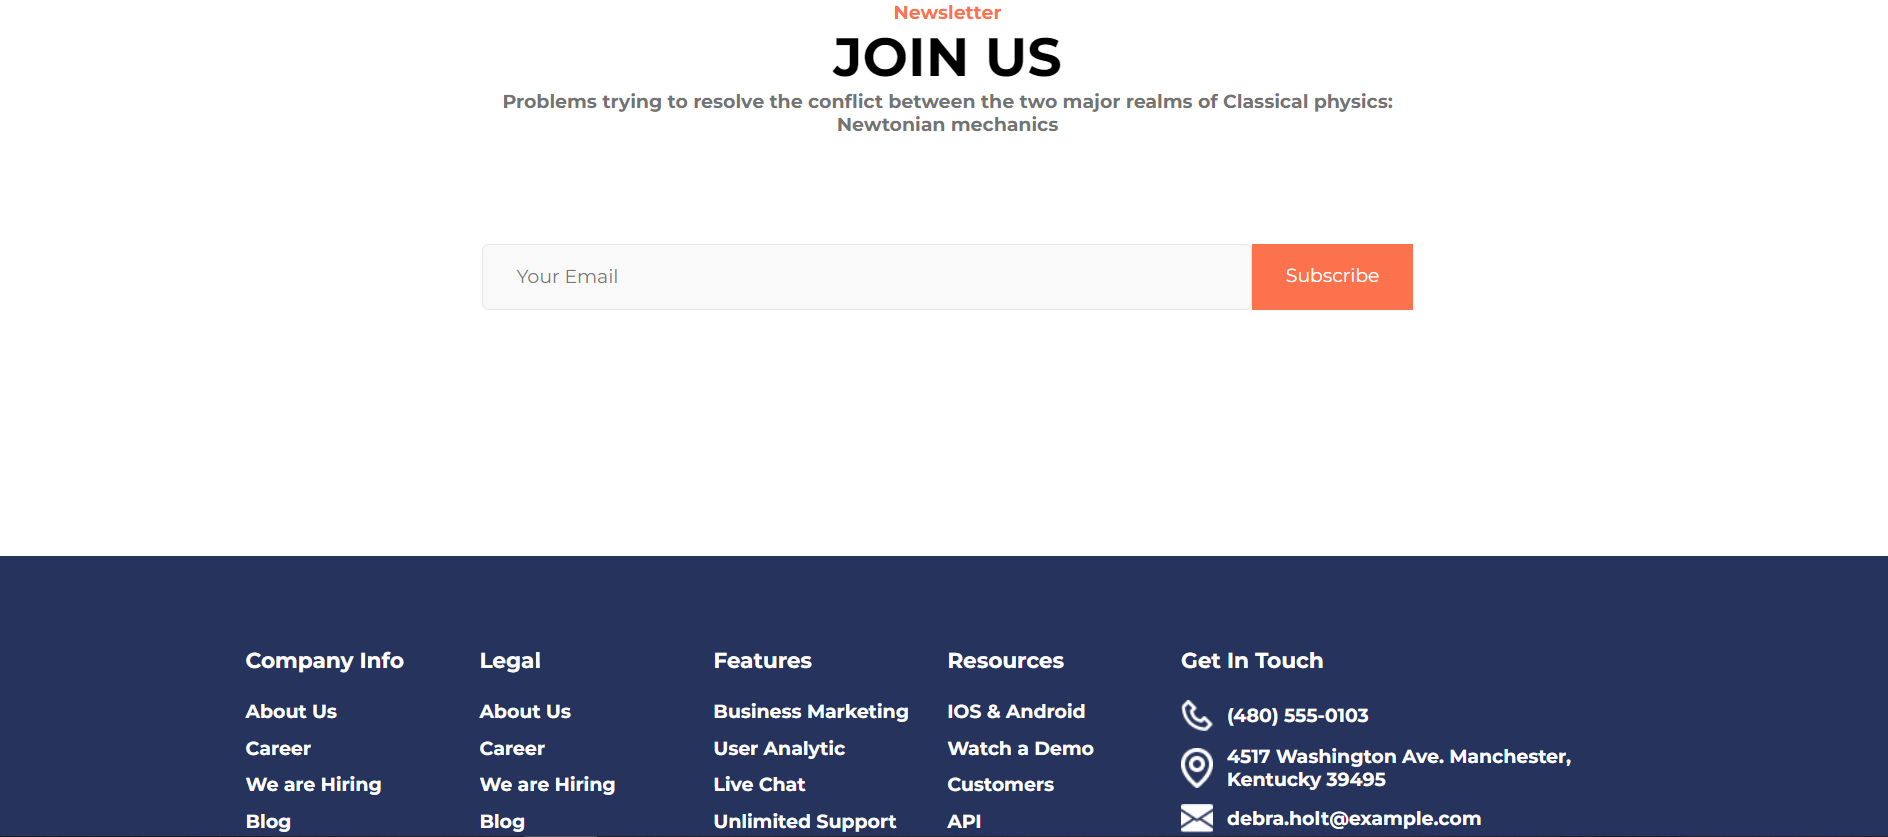 Newsletter
JOIN US
Problems trying to resolve the conflict between the two major realms of Classical physics:
Newtonian mechanics
Your Email
Subscribe
Company Info
About Us
Career
We are Hiring
Blog
Legal
About Us
Career
We are Hiring
Blog
Features
Business Marketing
User Analytic
Live Chat
Unlimited Support
Resources
IOS & Android
Watch a Demo
Customers
API
Get In Touch
(480) 555-0103
4517 Washington Ave. Manchester,
Kentucky 39495
debra.holt@example.com